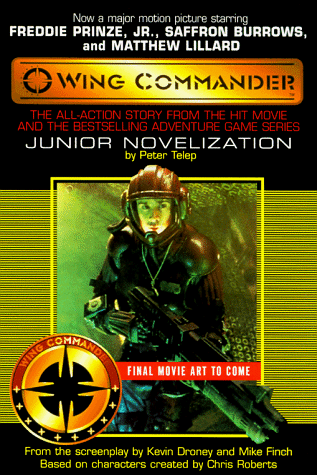 Now a major motion picture starring
FREDDIE PRINZE, JR., SAFFRON BURROWS,
and MATTHEW LILLARD
WING COMMANDER
THE ALL-ACTION STORY FROM THE HIT MOVIE
AND THE BESTSELLING ADVENTURE GAME SERIES
JUNIOR NOVELIZATION
by Peter Telep
WING COMMANDER
FINAL MOVIE ART TO COME
From the screenplay by Kevin Droney and Mike Finch
Based on characters created by Chris Roberts